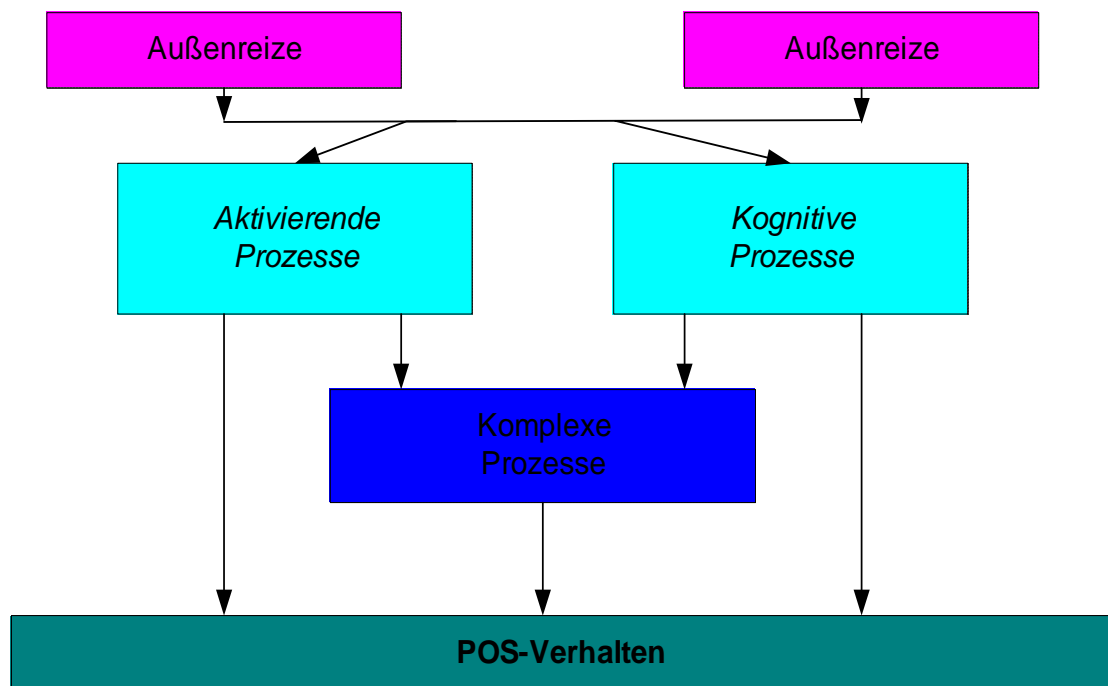 Außenreize
Außenreize
Aktivierende
Prozesse
Kognitive
Prozesse
Komplexe
Prozesse
POS-Verhalten